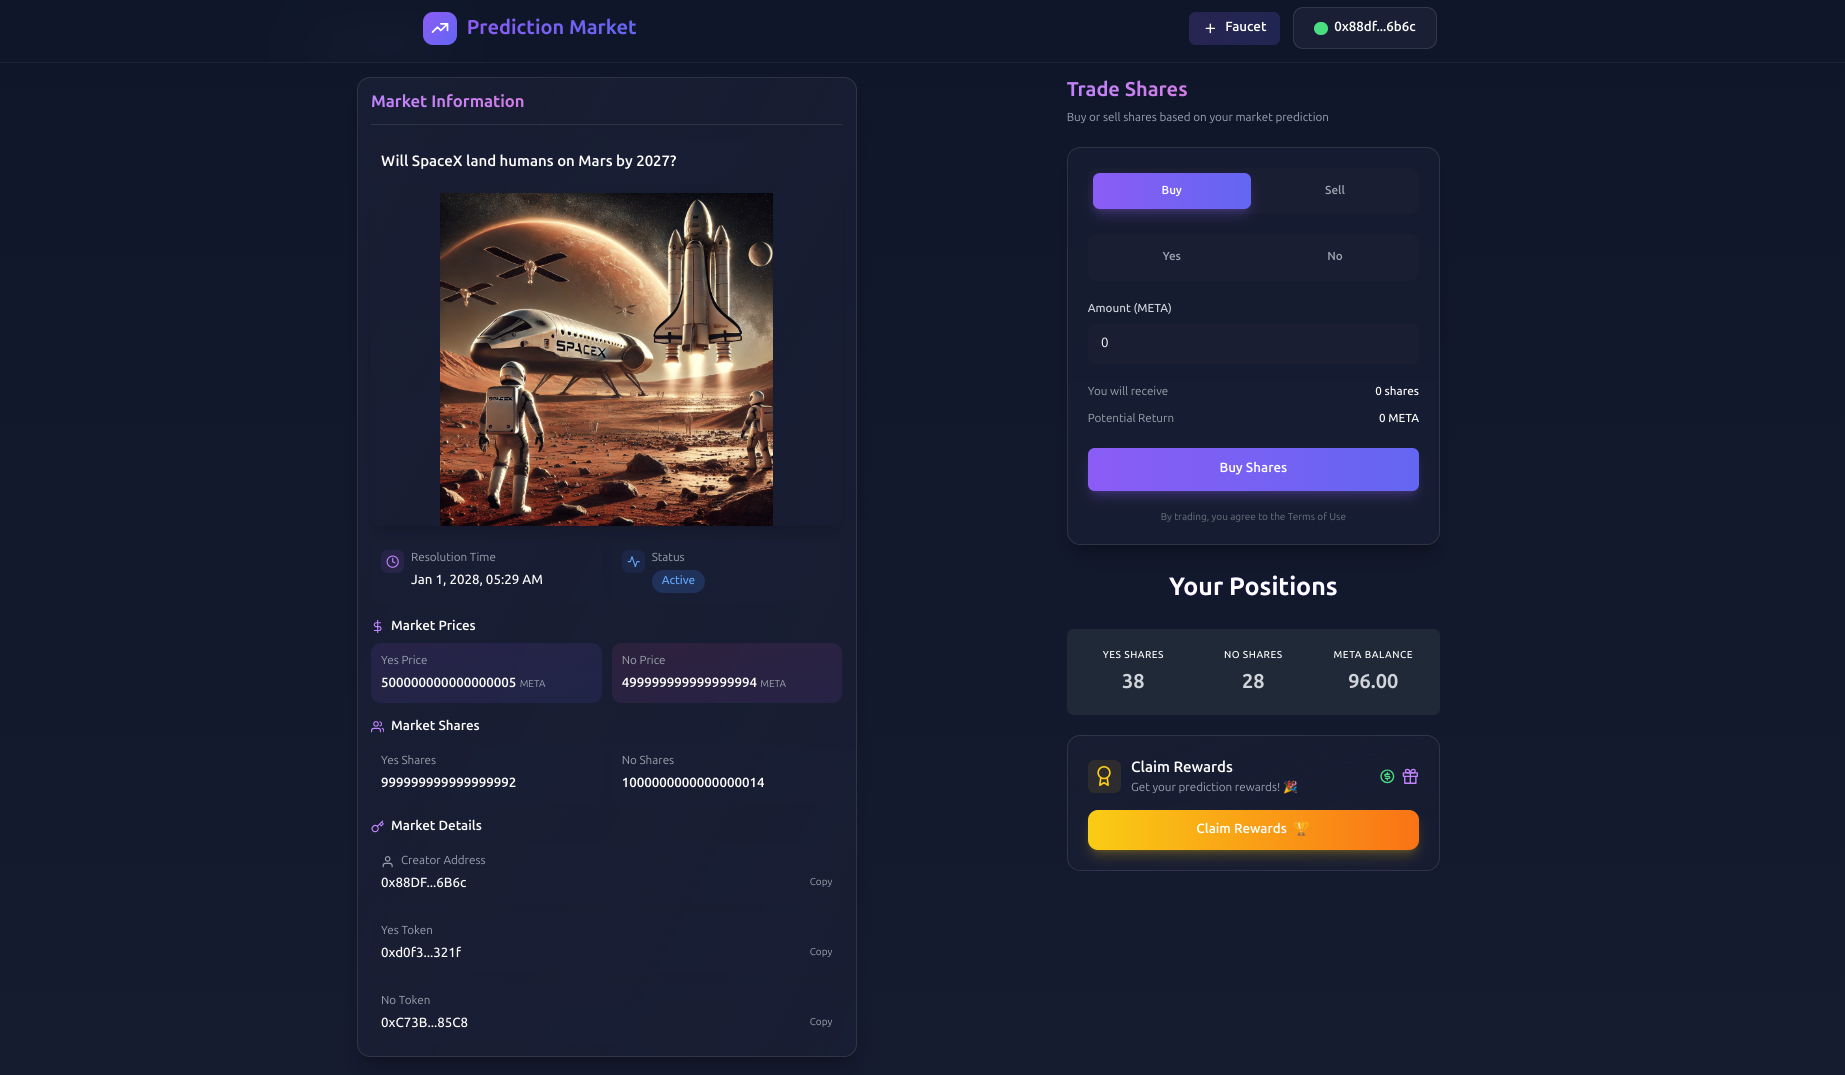 Prediction Market
Faucet
0x88df...6b6c
Market Information
Will SpaceX land humans on Mars by 2027?
SPACEX
SPACEX
Resolution Time
Jan 1, 2028, 05:29 AM
Status
Active
Market Prices
Yes Price
500000000000000005 META
No Price
499999999999999994 META
Market Shares
Yes Shares
999999999999999992
No Shares
1000000000000000014
Market Details
Creator Address
0x88DF...6B6c
Copy
Yes Token
0xd0f3...321f
Copy
No Token
0xC73B...85C8
Copy
Trade Shares
Buy or sell shares based on your market prediction
Buy
Sell
Yes
No
Amount (META)
0
You will receive
0 shares
Potential Return
0 META
Buy Shares
By trading, you agree to the Terms of Use
Your Positions
YES SHARES
38
NO SHARES
28
META BALANCE
96.00
Claim Rewards
Get your prediction rewards! 🎉
Claim Rewards 🏆